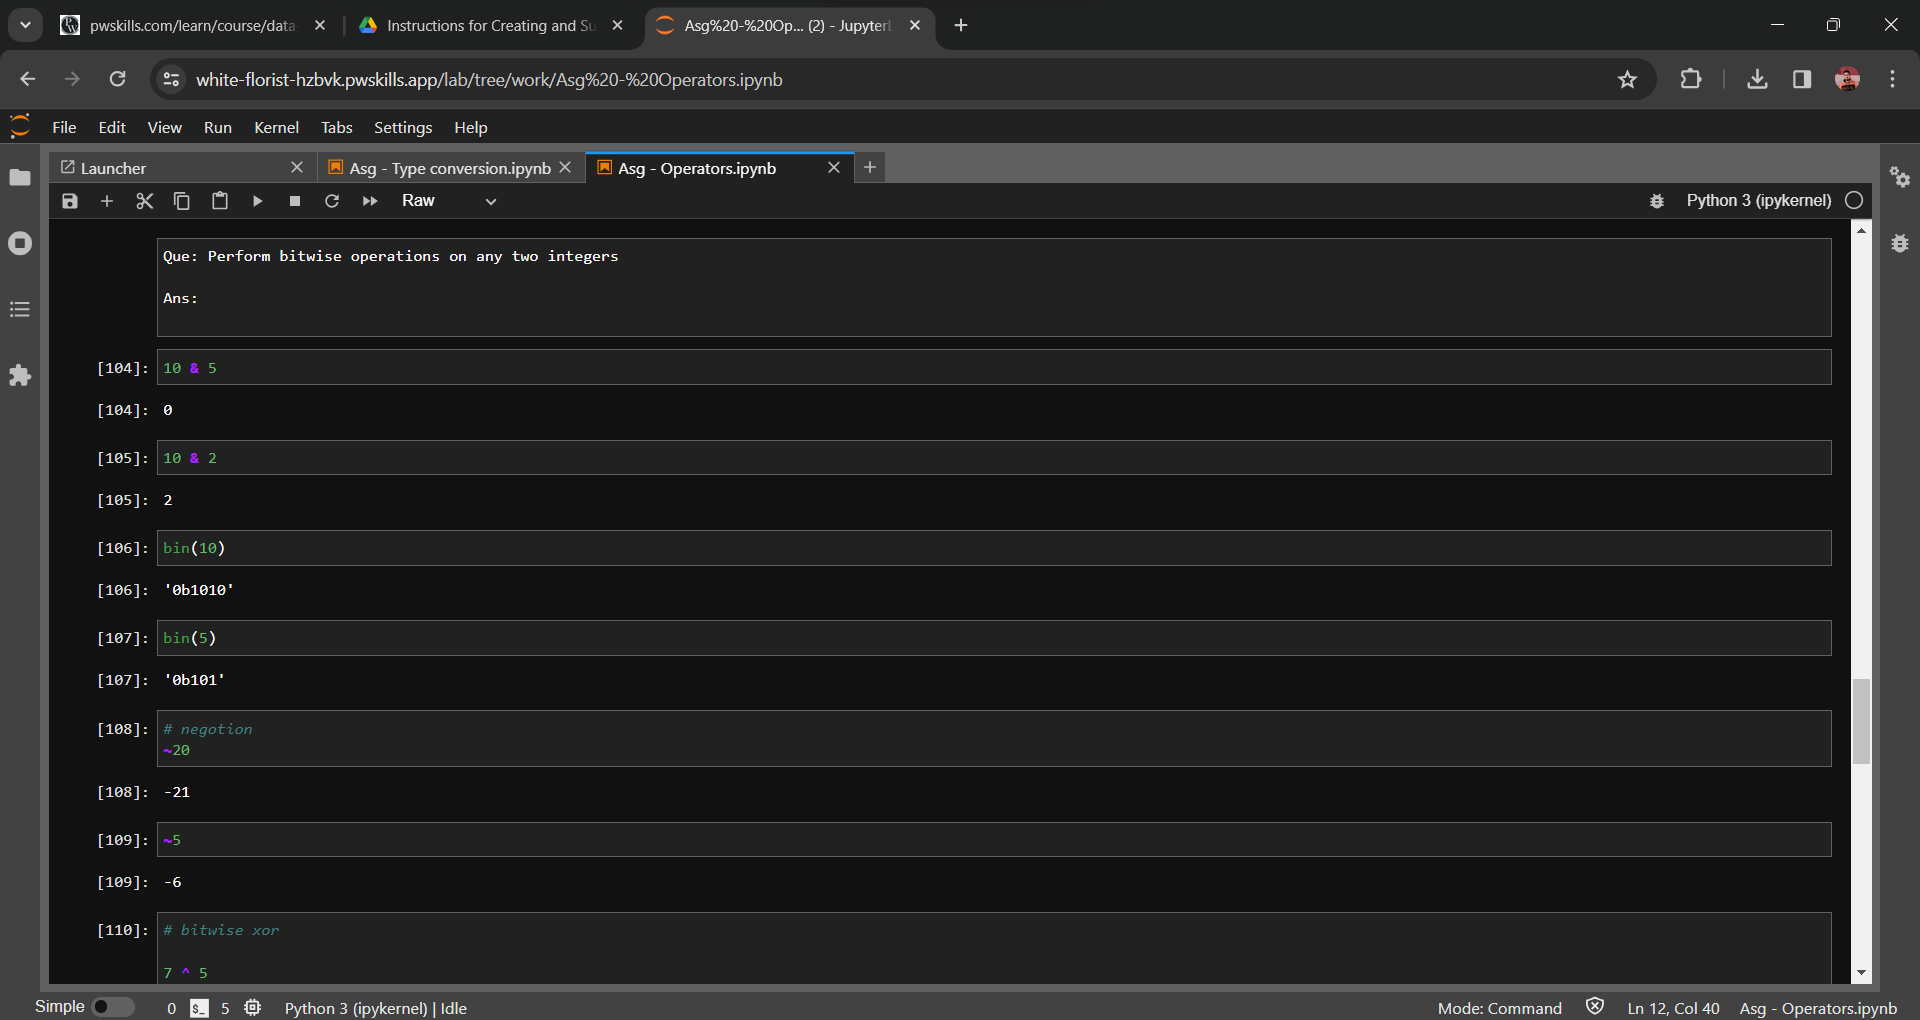 pwskills.com/learn/course/data-
Instructions for Creating and Su
Asg%20-%20Op... (2) - JupyterL
white-florist-hzbvk.pwskills.app/lab/tree/work/Asg%20-%20Operators.ipynb
File Edit View Run Kernel Tabs Settings Help
Launcher
Asg - Type conversion.ipynb
Asg - Operators.ipynb
Raw
Python 3 (ipykernel)
Que: Perform bitwise operations on any two integers
Ans:
[104]: 10 & 5
[104]: 0
[105]: 10 & 2
[105]: 2
[106]: bin(10)
[106]: '0b1010'
[107]: bin(5)
[107]: '0b101'
[108]: # negotion
~20
[108]: -21
[109]: ~5
[109]: -6
[110]: # bitwise xor
7 ^ 5
Simple 0 $_ 5 Python 3 (ipykernel) | Idle
Mode: Command Ln 12, Col 40 Asg - Operators.ipynb